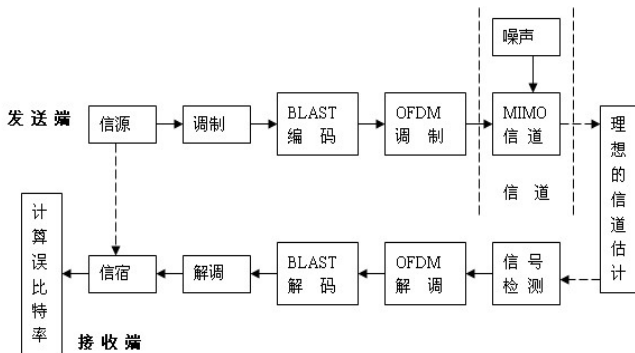 噪声
发 送 端
信源
调制
BLAST
编 码
OFDM
调 制
MIMO
信道
理想的信道估计
信 道
计算误比特率
信宿
解调
BLAST
解 码
OFDM
解 调
信 号
检 测
接 收 端